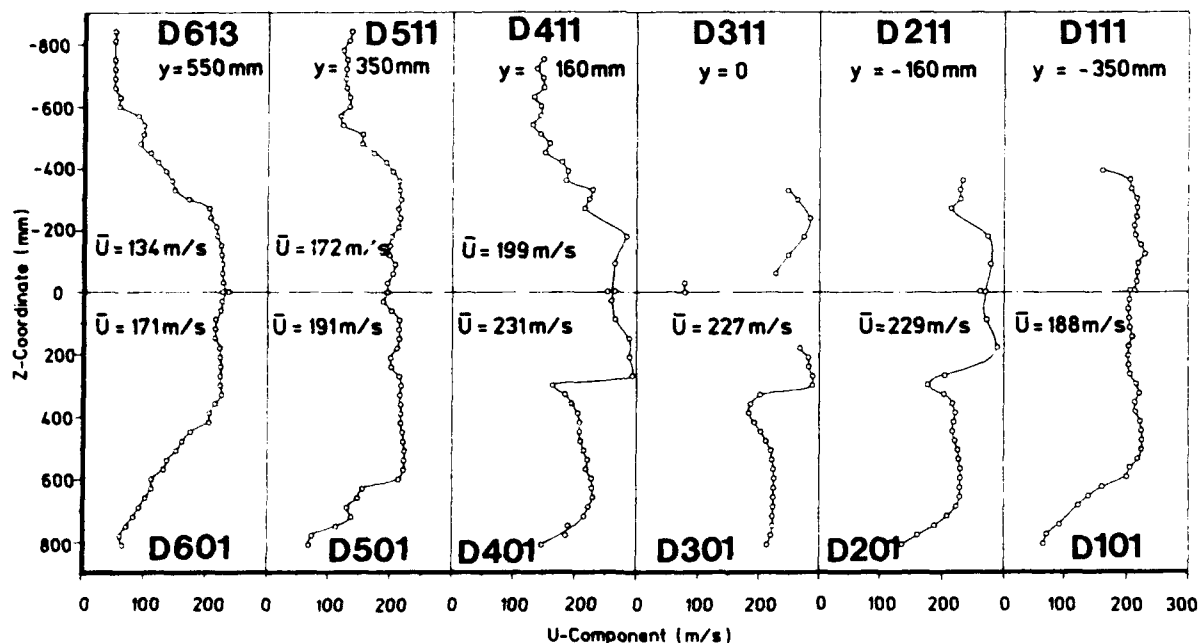 D613 D511 D411 D311 D211 D111
y = 550 mm y = 350 mm y = 160 mm y = 0 y = -160 mm y = -350 mm
-800
-600
-400
-200
0
200
400
600
800
Z-Coordinate (mm)
Ū = 134 m/s Ū = 172 m/s Ū = 199 m/s
Ū = 171 m/s Ū = 191 m/s Ū = 231 m/s Ū = 227 m/s Ū = 229 m/s Ū = 188 m/s
D601 D501 D401 D301 D201 D101
0 100 200 0 100 200 0 100 200 0 100 200 0 100 200 0 100 200 300
U-Component (m/s)